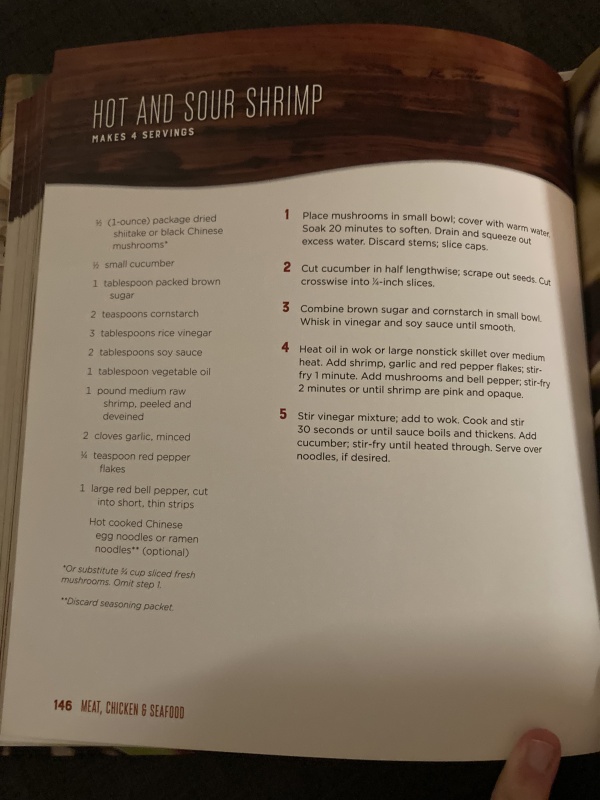 HOT AND SOUR SHRIMP
MAKES 4 SERVINGS
½ (1-ounce) package dried
shiitake or black Chinese
mushrooms*
½ small cucumber
1 tablespoon packed brown
sugar
2 teaspoons cornstarch
3 tablespoons rice vinegar
2 tablespoons soy sauce
1 tablespoon vegetable oil
1 pound medium raw
shrimp, peeled and
deveined
2 cloves garlic, minced
¼ teaspoon red pepper
flakes
1 large red bell pepper, cut
into short, thin strips
Hot cooked Chinese
egg noodles or ramen
noodles** (optional)
*Or substitute ¾ cup sliced fresh
mushrooms. Omit step 1.
**Discard seasoning packet.
1 Place mushrooms in small bowl; cover with warm water.
Soak 20 minutes to soften. Drain and squeeze out
excess water. Discard stems; slice caps.
2 Cut cucumber in half lengthwise; scrape out seeds. Cut
crosswise into ¼-inch slices.
3 Combine brown sugar and cornstarch in small bowl.
Whisk in vinegar and soy sauce until smooth.
4 Heat oil in wok or large nonstick skillet over medium
heat. Add shrimp, garlic and red pepper flakes; stir-
fry 1 minute. Add mushrooms and bell pepper; stir-fry
2 minutes or until shrimp are pink and opaque.
5 Stir vinegar mixture; add to wok. Cook and stir
30 seconds or until sauce boils and thickens. Add
cucumber; stir-fry until heated through. Serve over
noodles, if desired.
146 MEAT, CHICKEN & SEAFOOD